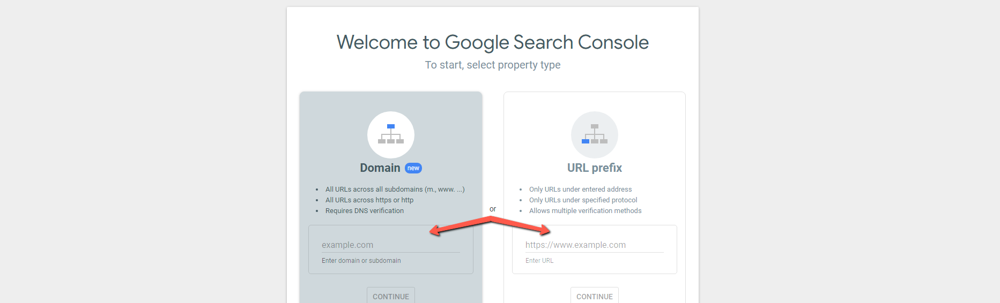 Welcome to Google Search Console
To start, select property type
Domain new
All URLs across all subdomains (m., www. ...)
All URLs across https or http
Requires DNS verification
example.com
Enter domain or subdomain
CONTINUE
or
URL prefix
Only URLs under entered address
Only URLs under specified protocol
Allows multiple verification methods
https://www.example.com
Enter URL
CONTINUE